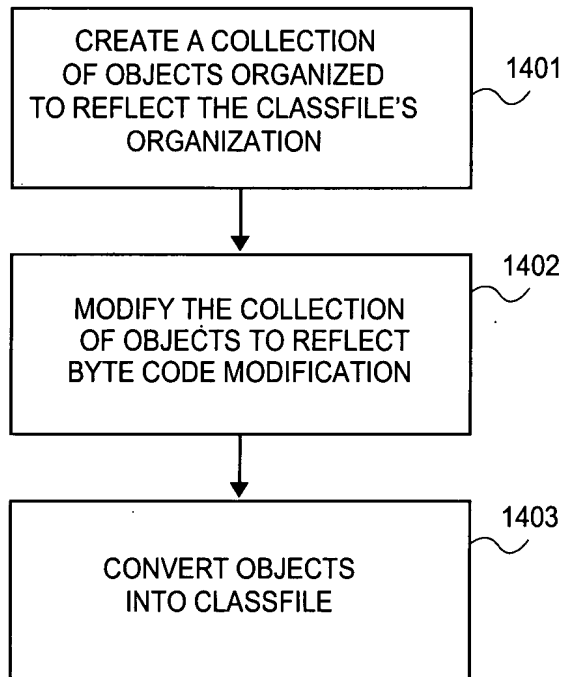 CREATE A COLLECTION
OF OBJECTS ORGANIZED
TO REFLECT THE CLASSFILE'S
ORGANIZATION
1401
MODIFY THE COLLECTION
OF OBJECTS TO REFLECT
BYTE CODE MODIFICATION
1402
CONVERT OBJECTS
INTO CLASSFILE
1403